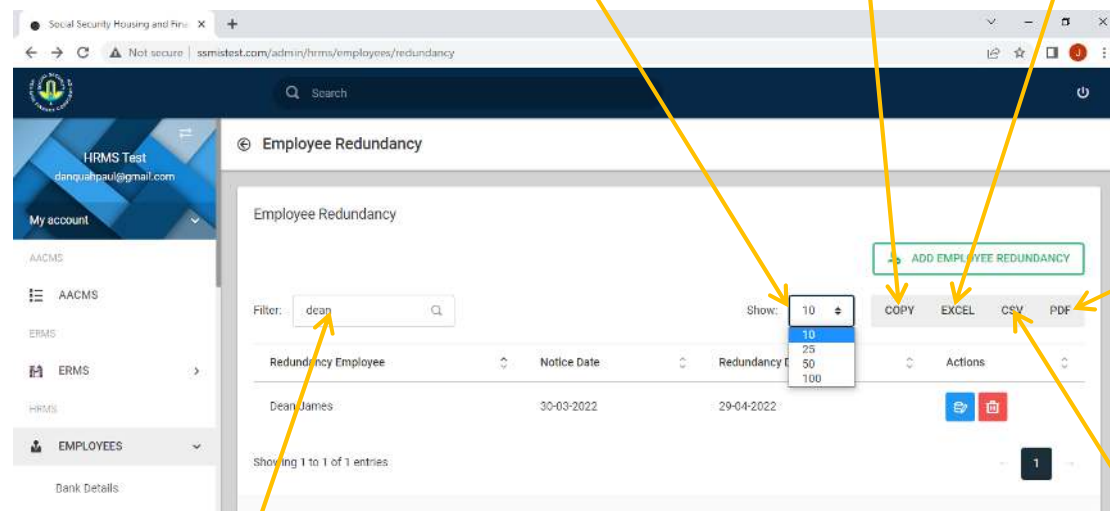 Social Security Housing and Fin
Not secure | ssmistest.com/admin/hrms/employees/redundancy
J
Search
HRMS Test
danquahpaul@gmail.com
My account
Employee Redundancy
Employee Redundancy
AACMS
AACMS
ERMS
ERMS
HRMS
EMPLOYEES
Bank Details
ADD EMPLOYEE REDUNDANCY
Filter: dean
Show: 10
COPY EXCEL CSV PDF
10
25
50
100
Redundancy Employee Notice Date Redundancy D Actions
Dean James 30-03-2022 29-04-2022
Showing 1 to 1 of 1 entries
1